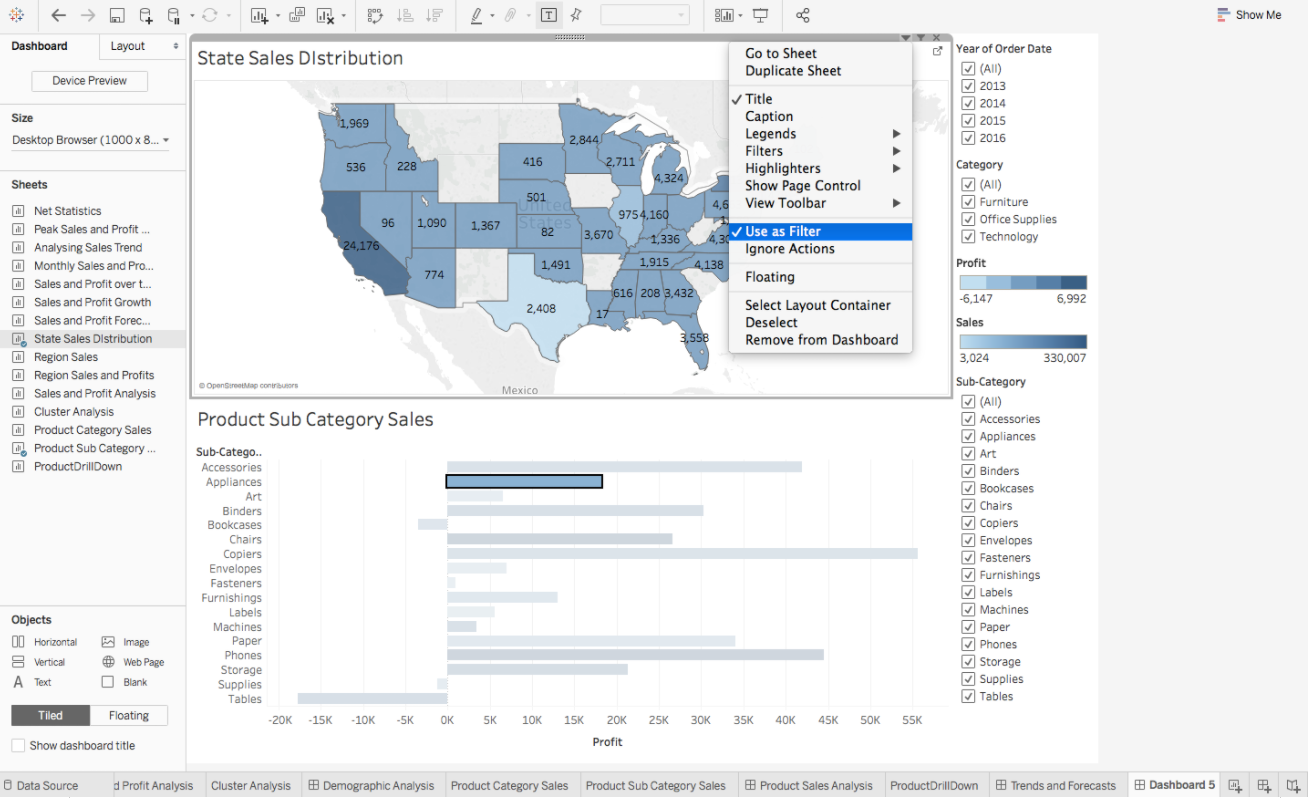 Show Me
Dashboard
Layout
Device Preview
Size
Desktop Browser (1000 x 8...
Sheets
Net Statistics
Peak Sales and Profit ...
Analysing Sales Trend
Monthly Sales and Pro...
Sales and Profit over t...
Sales and Profit Growth
Sales and Profit Forec...
State Sales DIstribution
Region Sales
Region Sales and Profits
Sales and Profit Analysis
Cluster Analysis
Product Category Sales
Product Sub Category ...
ProductDrillDown
Objects
Horizontal
Image
Vertical
Web Page
A Text
Blank
Tiled
Floating
Show dashboard title
State Sales DIstribution
1,969
2,844
536
228
416
2,711
4,324
501
United
States
96
1,090
1,367
82
975
4,160
24,176
3,670
1,336
774
1,491
1,915
4,138
2,408
616
208
3,432
17
3,558
© OpenStreetMap contributors
Mexico
Go to Sheet
Duplicate Sheet
Title
Caption
Legends
Filters
Highlighters
Show Page Control
View Toolbar
Use as Filter
Ignore Actions
Floating
Select Layout Container
Deselect
Remove from Dashboard
Product Sub Category Sales
Sub-Catego..
Accessories
Appliances
Art
Binders
Bookcases
Chairs
Copiers
Envelopes
Fasteners
Furnishings
Labels
Machines
Paper
Phones
Storage
Supplies
Tables
-20K -15K -10K -5K 0K 5K 10K 15K 20K 25K 30K 35K 40K 45K 50K 55K
Profit
Year of Order Date
(All)
2013
2014
2015
2016
Category
(All)
Furniture
Office Supplies
Technology
Profit
-6,147 6,992
Sales
3,024 330,007
Sub-Category
(All)
Accessories
Appliances
Art
Binders
Bookcases
Chairs
Copiers
Envelopes
Fasteners
Furnishings
Labels
Machines
Paper
Phones
Storage
Supplies
Tables
Data Source
d Profit Analysis
Cluster Analysis
Demographic Analysis
Product Category Sales
Product Sub Category Sales
Product Sales Analysis
ProductDrillDown
Trends and Forecasts
Dashboard 5